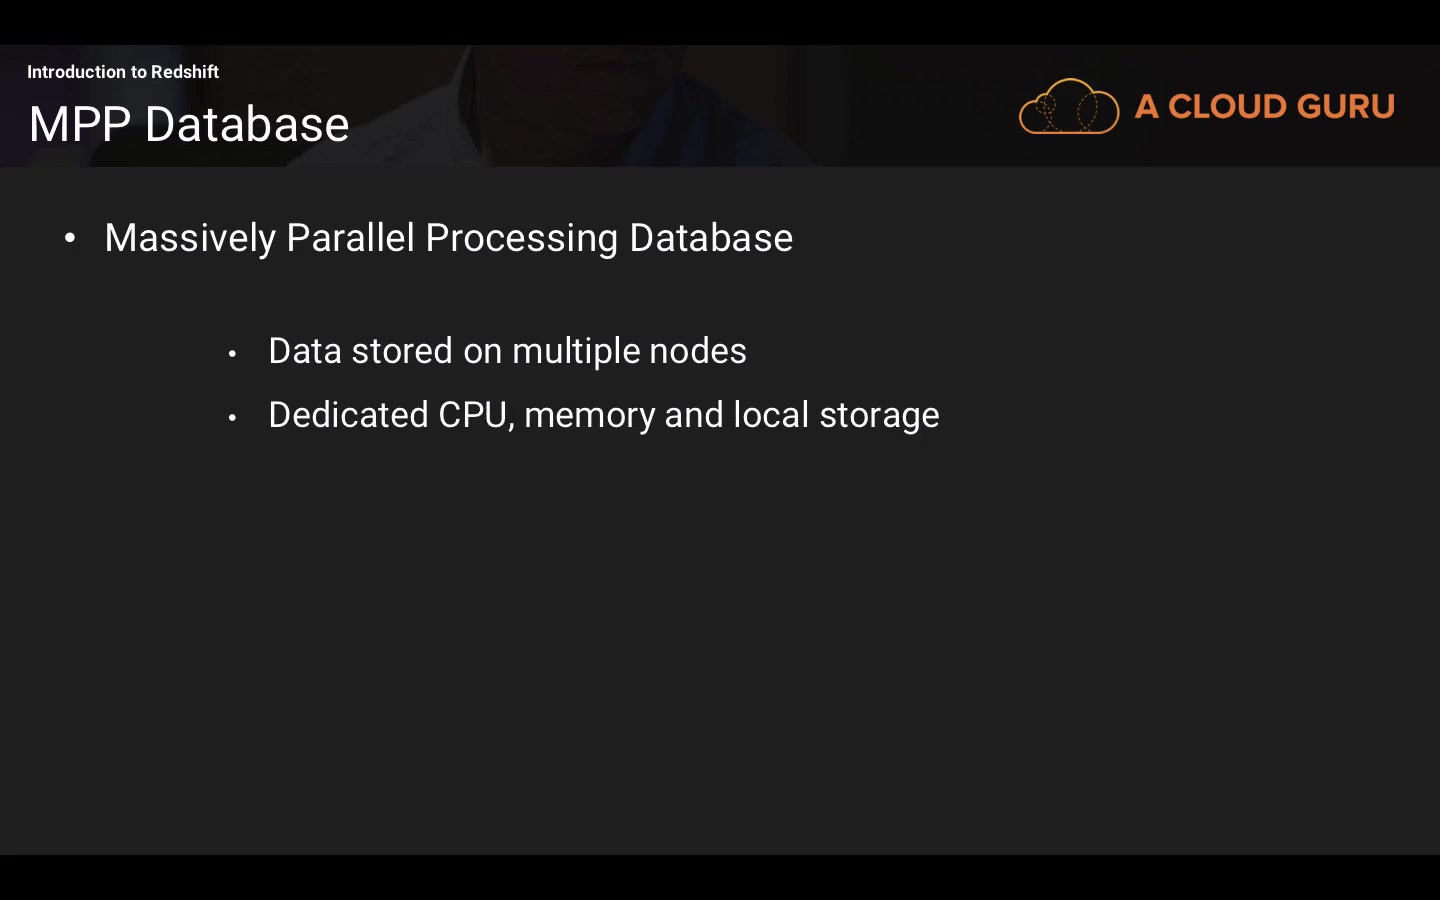 Introduction to Redshift
MPP Database
A CLOUD GURU
• Massively Parallel Processing Database
• Data stored on multiple nodes
• Dedicated CPU, memory and local storage